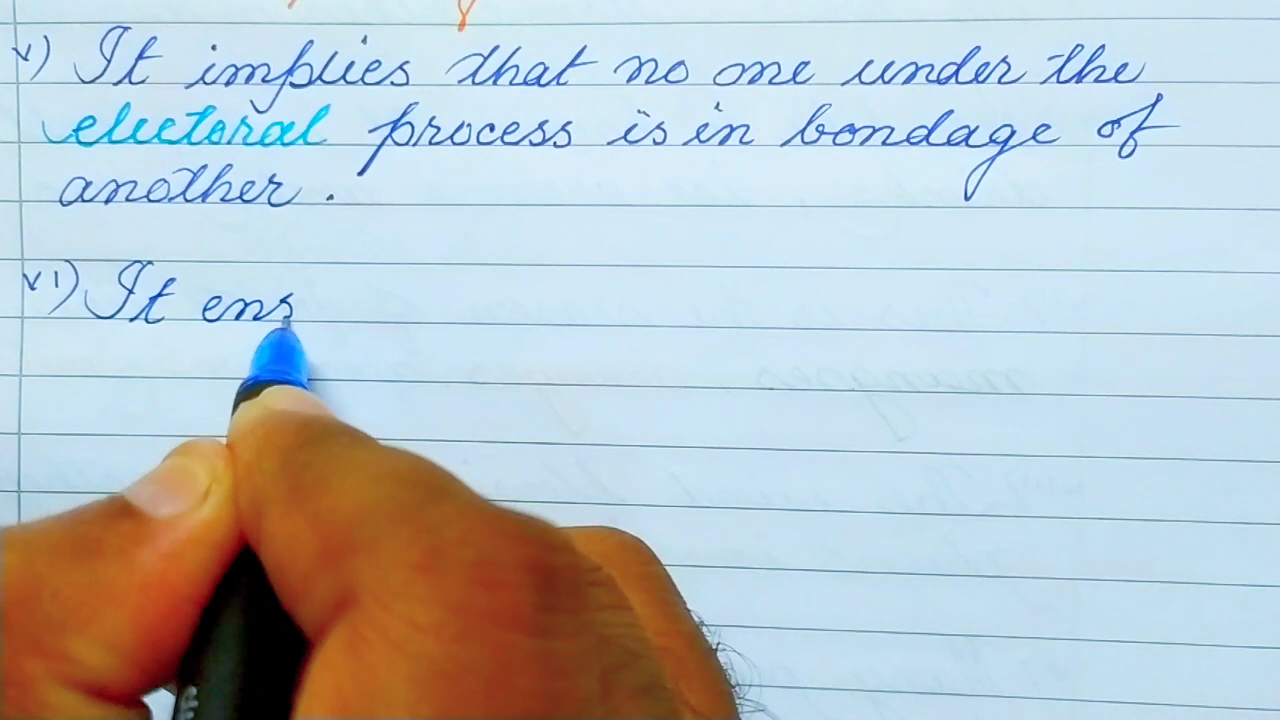 v) It implies that no one under the
electoral process is in bondage of
another.
vi) It ens